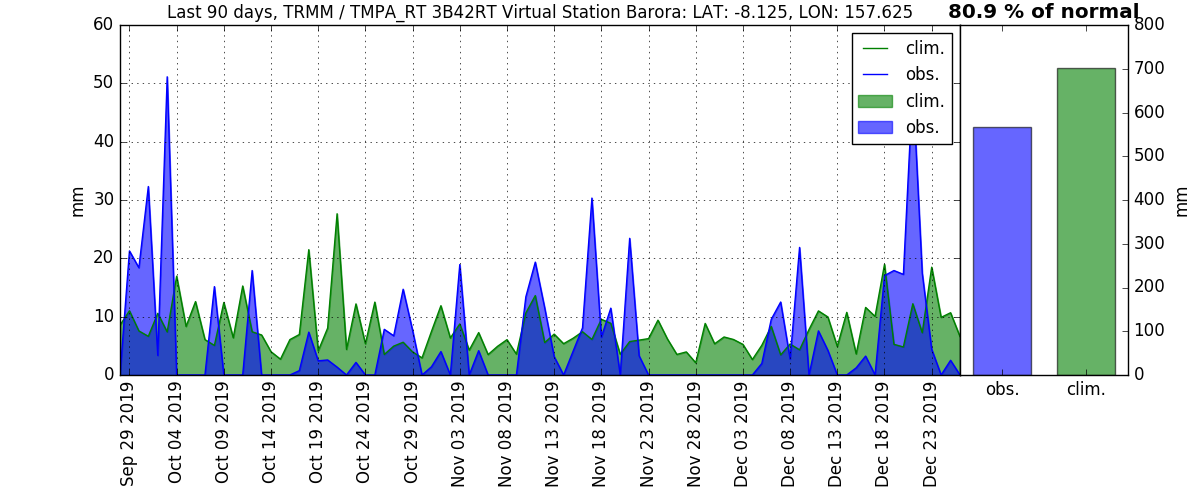 Last 90 days, TRMM / TMPA_RT 3B42RT Virtual Station Barora: LAT: -8.125, LON: 157.625
80.9 % of normal
60
50
40
30
20
10
0
mm
clim.
obs.
clim.
obs.
800
700
600
500
400
300
200
100
0
mm
obs.
clim.
Sep 29 2019
Oct 04 2019
Oct 09 2019
Oct 14 2019
Oct 19 2019
Oct 24 2019
Oct 29 2019
Nov 03 2019
Nov 08 2019
Nov 13 2019
Nov 18 2019
Nov 23 2019
Nov 28 2019
Dec 03 2019
Dec 08 2019
Dec 13 2019
Dec 18 2019
Dec 23 2019